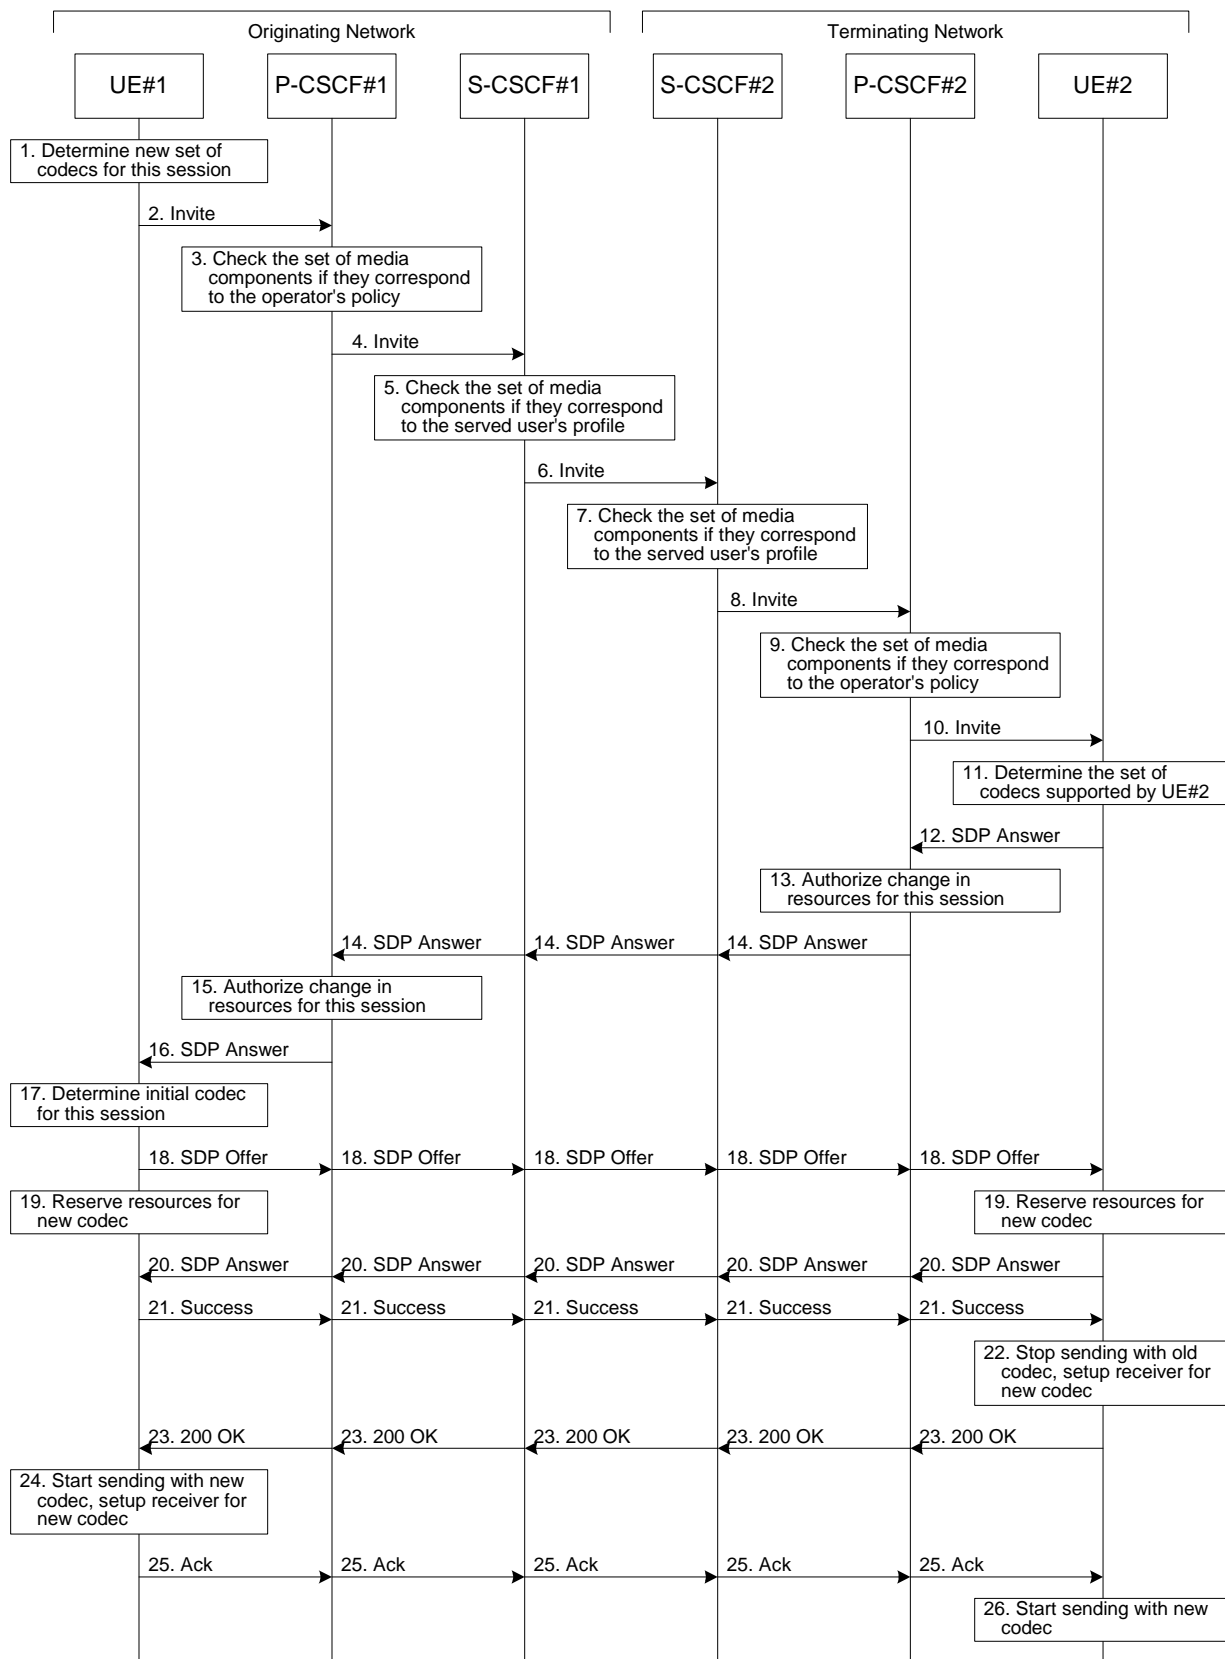 Originating Network
Terminating Network
UE#1
P-CSCF#1
S-CSCF#1
S-CSCF#2
P-CSCF#2
UE#2
1. Determine new set of
codecs for this session
2. Invite
3. Check the set of media
components if they correspond
to the operator's policy
4. Invite
5. Check the set of media
components if they correspond
to the served user's profile
6. Invite
7. Check the set of media
components if they correspond
to the served user's profile
8. Invite
9. Check the set of media
components if they correspond
to the operator's policy
10. Invite
11. Determine the set of
codecs supported by UE#2
12. SDP Answer
13. Authorize change in
resources for this session
14. SDP Answer
14. SDP Answer
14. SDP Answer
15. Authorize change in
resources for this session
16. SDP Answer
17. Determine initial codec
for this session
18. SDP Offer
18. SDP Offer
18. SDP Offer
18. SDP Offer
18. SDP Offer
19. Reserve resources for
new codec
19. Reserve resources for
new codec
20. SDP Answer
20. SDP Answer
20. SDP Answer
20. SDP Answer
20. SDP Answer
21. Success
21. Success
21. Success
21. Success
21. Success
22. Stop sending with old
codec, setup receiver for
new codec
23. 200 OK
23. 200 OK
23. 200 OK
23. 200 OK
23. 200 OK
24. Start sending with new
codec, setup receiver for
new codec
25. Ack
25. Ack
25. Ack
25. Ack
25. Ack
26. Start sending with new
codec